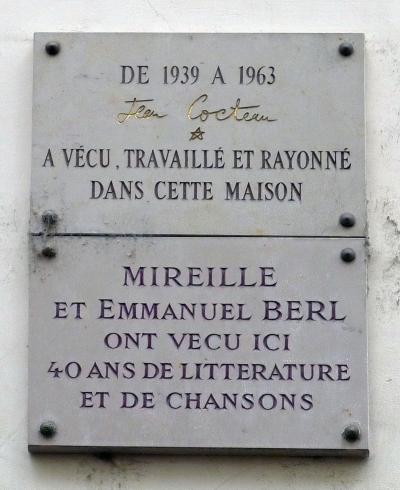 DE 1939 A 1963
Jean Cocteau
A VÉCU, TRAVAILLÉ ET RAYONNÉ
DANS CETTE MAISON
MIREILLE
ET EMMANUEL BERL
ONT VECU ICI
40 ANS DE LITTERATURE
ET DE CHANSONS